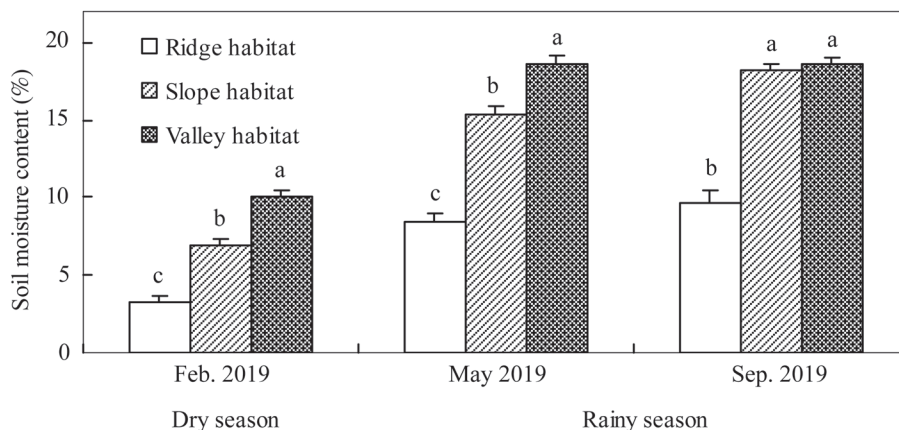 20
15
10
5
0
Soil moisture content (%)
Ridge habitat
Slope habitat
Valley habitat
c
b
a
c
b
a
b
a
a
Feb. 2019
May 2019
Sep. 2019
Dry season
Rainy season